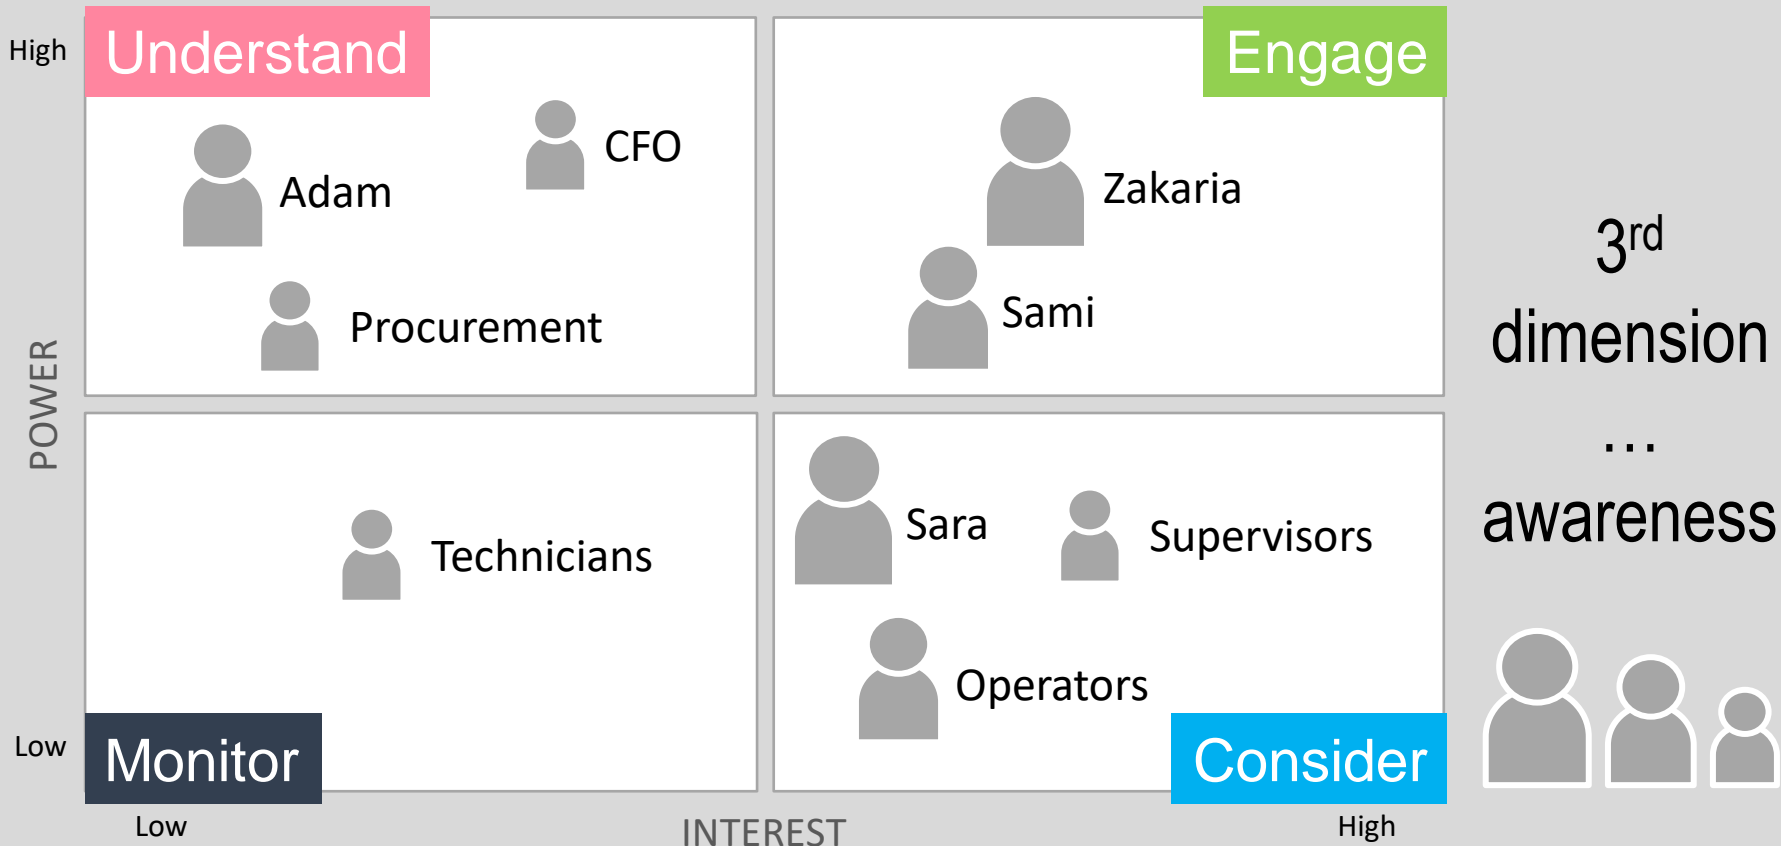 High
Understand
Engage
CFO
Adam
Zakaria
Procurement
Sami
POWER
3rd
dimension
…
awareness
Technicians
Sara
Supervisors
Operators
Low
Monitor
Consider
Low
INTEREST
High